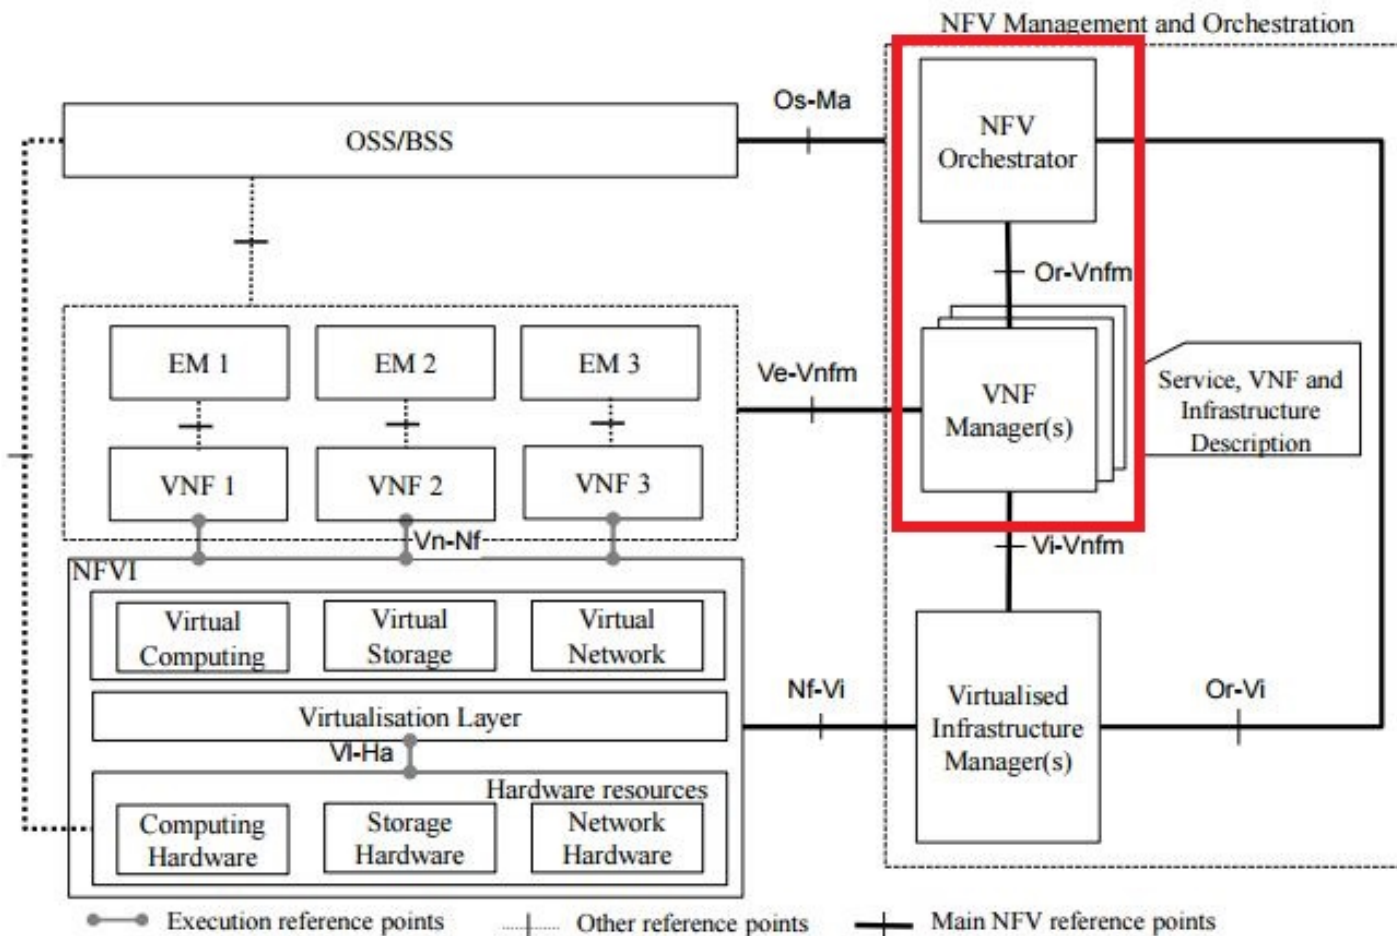 NFV Management and Orchestration
Os-Ma
OSS/BSS
NFV
Orchestrator
Or-Vnfm
EM 1
EM 2
EM 3
Ve-Vnfm
VNF
Manager(s)
Service, VNF and
Infrastructure
Description
VNF 1
VNF 2
VNF 3
Vn-Nf
Vi-Vnfm
NFVI
Virtual
Computing
Virtual
Storage
Virtual
Network
Nf-Vi
Or-Vi
Virtualised
Infrastructure
Manager(s)
Virtualisation Layer
Vl-Ha
Hardware resources
Computing
Hardware
Storage
Hardware
Network
Hardware
Execution reference points
Other reference points
Main NFV reference points